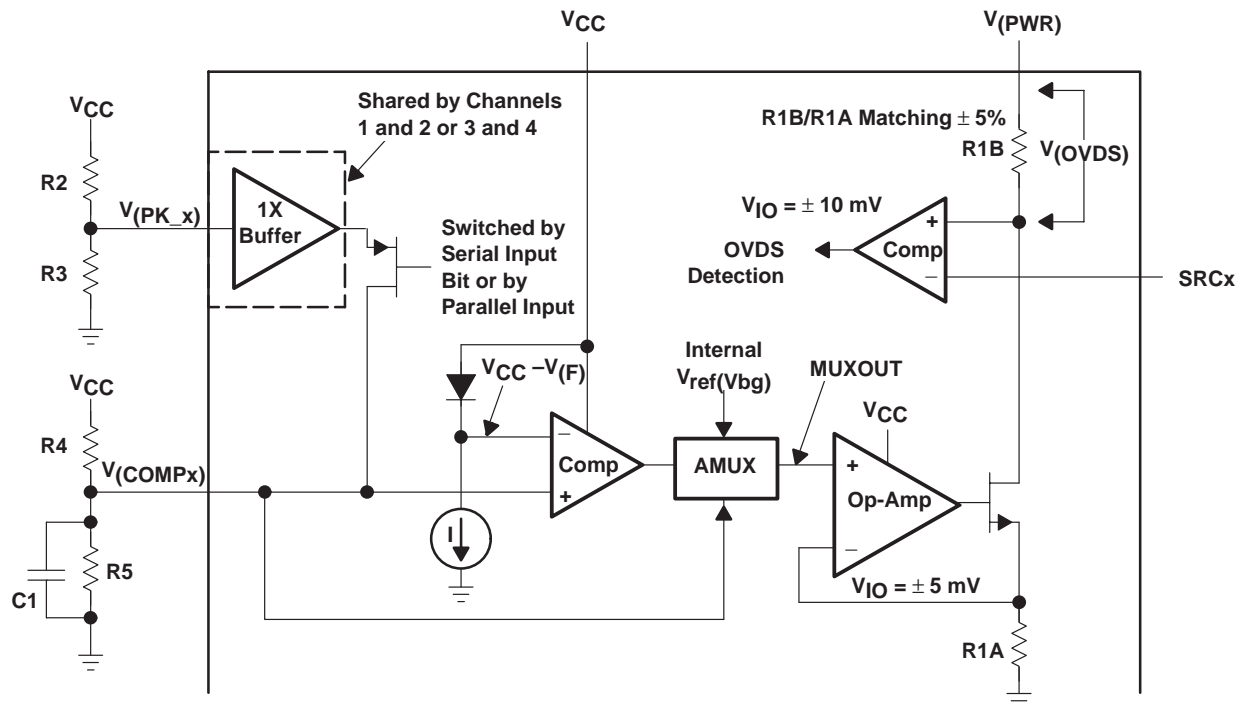 VCC
V(PWR)
VCC
R2
R3
V(PK_x)
Shared by Channels
1 and 2 or 3 and 4
1X
Buffer
Switched by
Serial Input
Bit or by
Parallel Input
R1B/R1A Matching ± 5%
R1B
V(OVDS)
VIO = ± 10 mV
+
Comp
–
OVDS
Detection
SRCx
VCC
R4
V(COMPx)
R5
C1
VCC –V(F)
–
Comp
+
I
Internal
Vref(Vbg)
AMUX
MUXOUT
VCC
+
Op-Amp
–
VIO = ± 5 mV
R1A